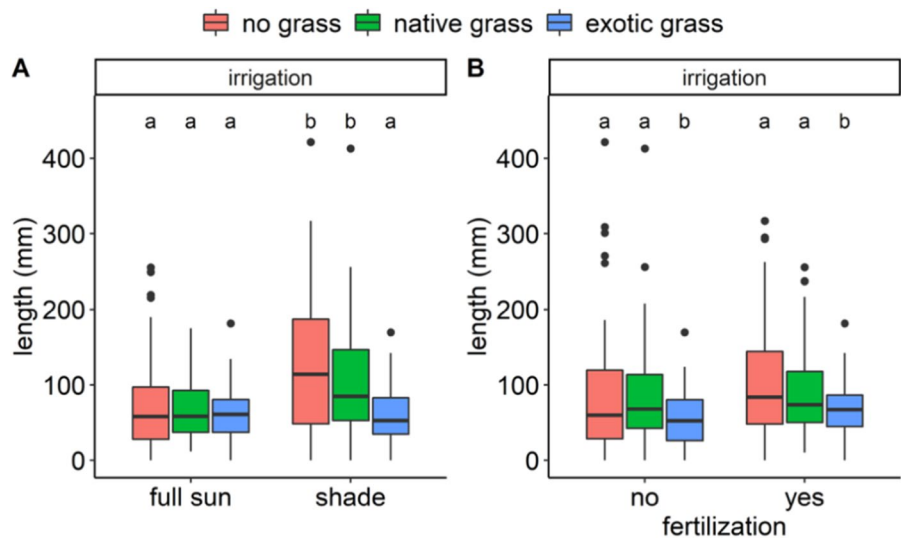 no grass native grass exotic grass
A
irrigation
a a a b b a
400
300
200
100
0
length (mm)
full sun shade
B
irrigation
a a b a a b
400
300
200
100
0
length (mm)
no yes
fertilization